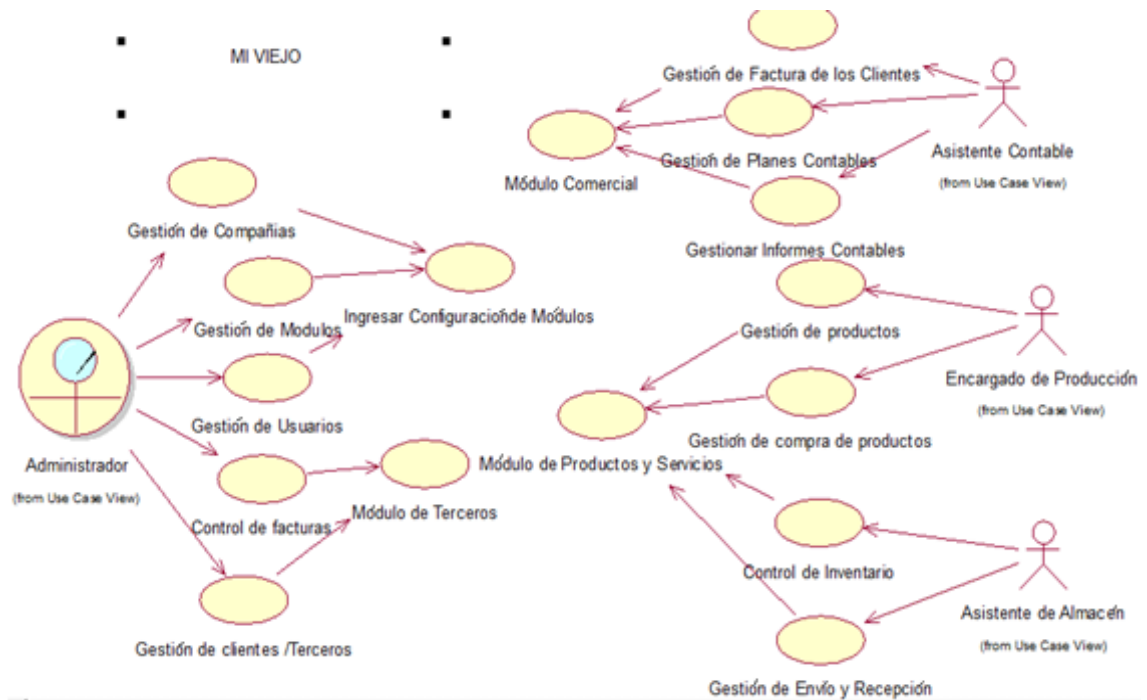 MI VIEJO
Gestión de Factura de los Clientes
Gestión de Planes Contables
Asistente Contable
(from Use Case View)
Módulo Comercial
Gestionar Informes Contables
Gestión de Compañias
Gestión de Modulos
Ingresar Configuraciónde Modúlos
Gestión de Usuarios
Administrador
(from Use Case View)
Control de facturas
Módulo de Terceros
Gestión de clientes /Terceros
Gestión de productos
Encargado de Producción
(from Use Case View)
Gestión de compra de productos
Módulo de Productos y Servicios
Control de Inventario
Asistente de Almacén
(from Use Case View)
Gestión de Envío y Recepción